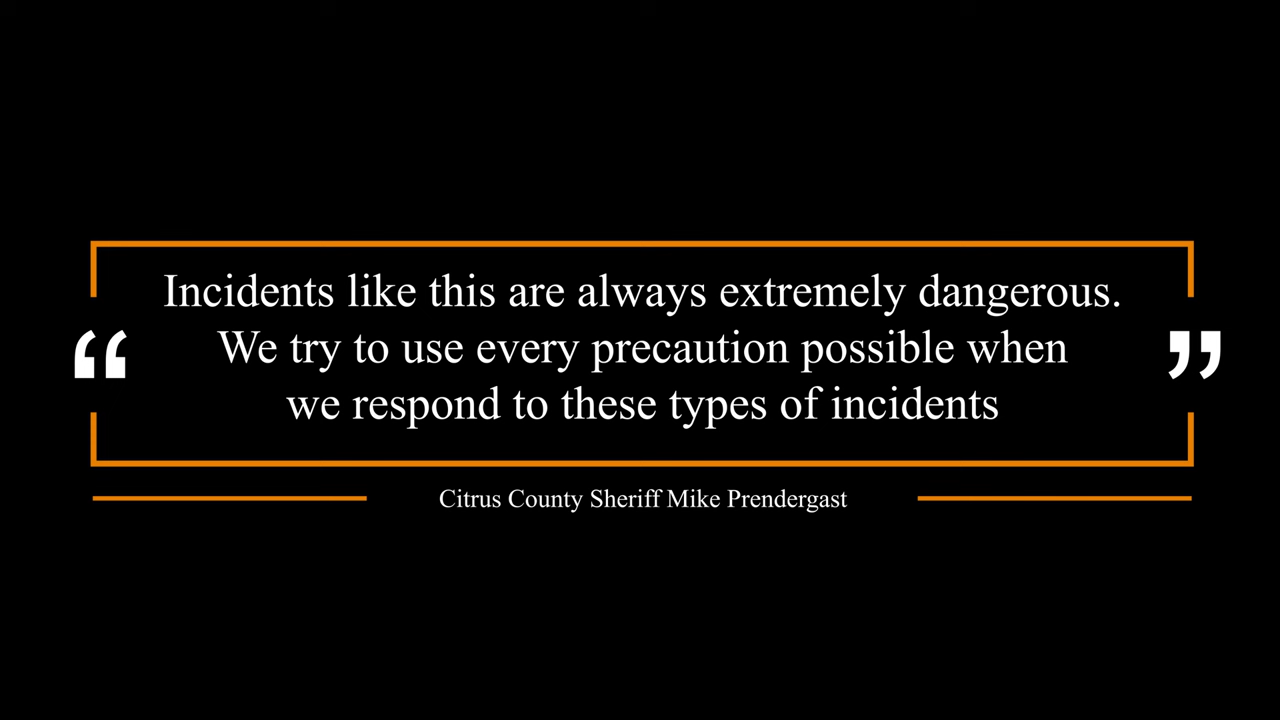 Incidents like this are always extremely dangerous.
“ We try to use every precaution possible when ”
we respond to these types of incidents
Citrus County Sheriff Mike Prendergast